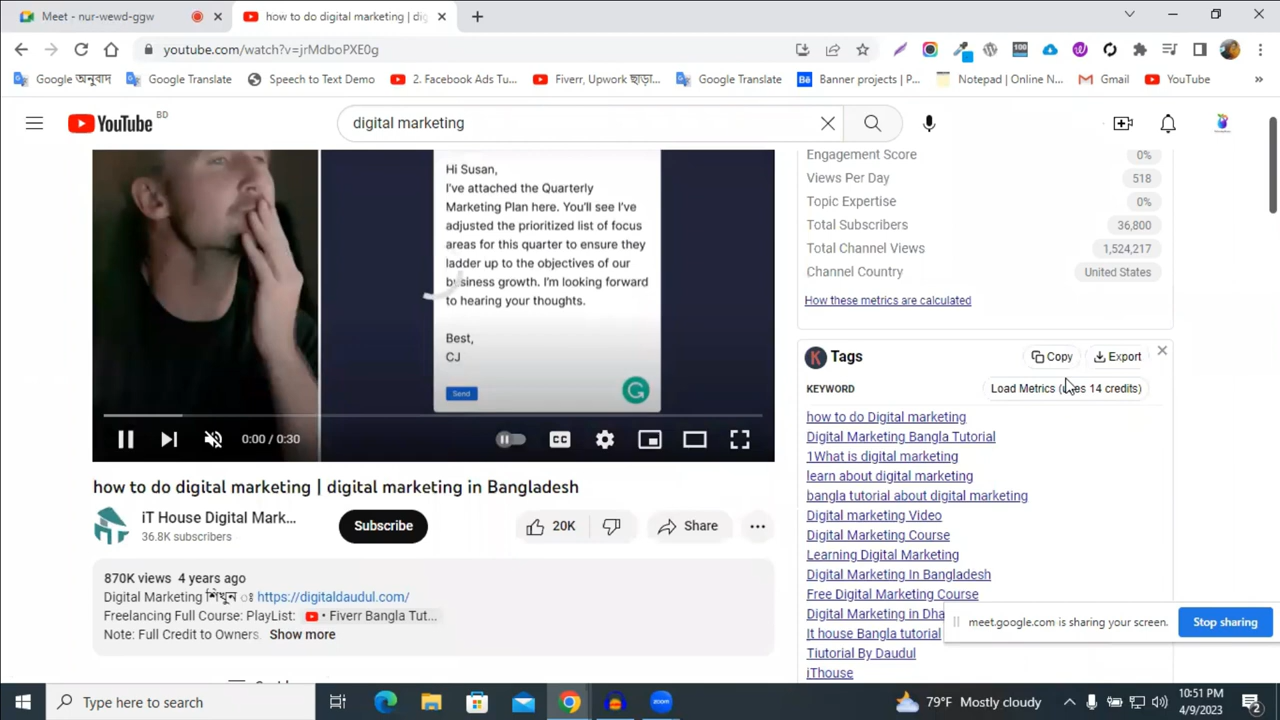 Meet - nur-wedd-ggw
how to do digital marketing | dig
youtube.com/watch?v=jrMdboPXE0g
Google অনুবাদ
Google Translate
Speech to Text Demo
2. Facebook Ads Tu...
Fiverr, Upwork ছাড়া...
Google Translate
Banner projects | P...
Notepad | Online N...
Gmail
YouTube
»
YouTube BD
digital marketing
Hi Susan,
I've attached the Quarterly
Marketing Plan here. You'll see I've
adjusted the prioritized list of focus
areas for this quarter to ensure they
ladder up to the objectives of our
business growth. I'm looking forward
to hearing your thoughts.
Best,
CJ
Send
0:00 / 0:30
CC
how to do digital marketing | digital marketing in Bangladesh
iT House Digital Mark...
36.8K subscribers
Subscribe
20K
Share
870K views 4 years ago
Digital Marketing শিখুন ঃ https://digitaldaudul.com/
Freelancing Full Course: PlayList: • Fiverr Bangla Tut...
Note: Full Credit to Owners. Show more
Engagement Score 0%
Views Per Day 518
Topic Expertise 0%
Total Subscribers 36,800
Total Channel Views 1,524,217
Channel Country United States
How these metrics are calculated
K Tags
Copy
Export
KEYWORD
Load Metrics (uses 14 credits)
how to do Digital marketing
Digital Marketing Bangla Tutorial
1What is digital marketing
learn about digital marketing
bangla tutorial about digital marketing
Digital marketing Video
Digital Marketing Course
Learning Digital Marketing
Digital Marketing In Bangladesh
Free Digital Marketing Course
Digital Marketing in Dha
It house Bangla tutorial
Tiutorial By Daudul
iThouse
meet.google.com is sharing your screen.
Stop sharing
Type here to search
zoom
79°F Mostly cloudy
10:51 PM
4/9/2023
2